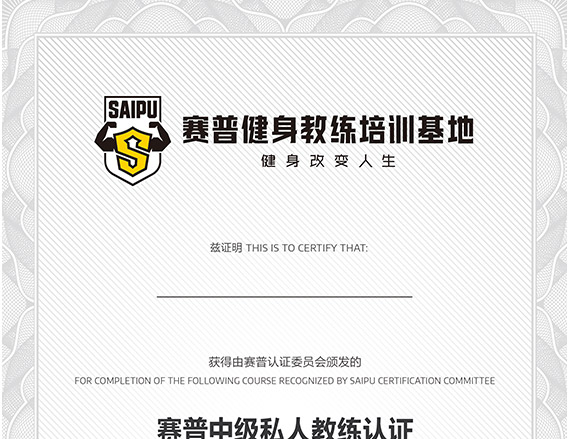 SAIPU
S
赛普健身教练培训基地
健身改变人生
兹证明 THIS IS TO CERTIFY THAT:
获得由赛普认证委员会颁发的
FOR COMPLETION OF THE FOLLOWING COURSE RECOGNIZED BY SAIPU CERTIFICATION COMMITTEE
赛普中级私人教练认证